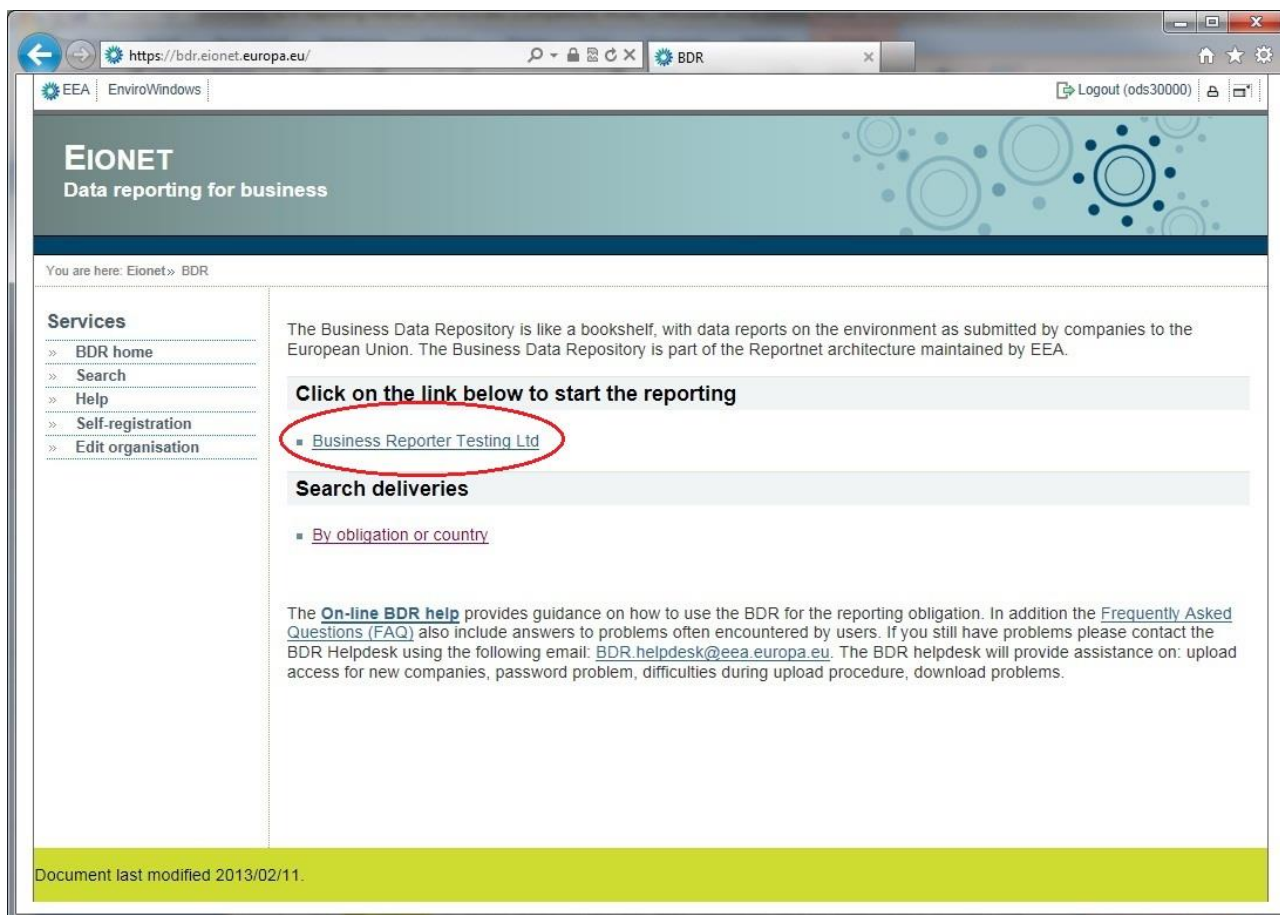 https://bdr.eionet.europa.eu/
BDR
EEA EnviroWindows
Logout (ods30000)
EIONET
Data reporting for business
You are here: Eionet» BDR
Services
» BDR home
» Search
» Help
» Self-registration
» Edit organisation
The Business Data Repository is like a bookshelf, with data reports on the environment as submitted by companies to the
European Union. The Business Data Repository is part of the Reportnet architecture maintained by EEA.
Click on the link below to start the reporting
Business Reporter Testing Ltd
Search deliveries
By obligation or country
The On-line BDR help provides guidance on how to use the BDR for the reporting obligation. In addition the Frequently Asked
Questions (FAQ) also include answers to problems often encountered by users. If you still have problems please contact the
BDR Helpdesk using the following email: BDR.helpdesk@eea.europa.eu. The BDR helpdesk will provide assistance on: upload
access for new companies, password problem, difficulties during upload procedure, download problems.
Document last modified 2013/02/11.